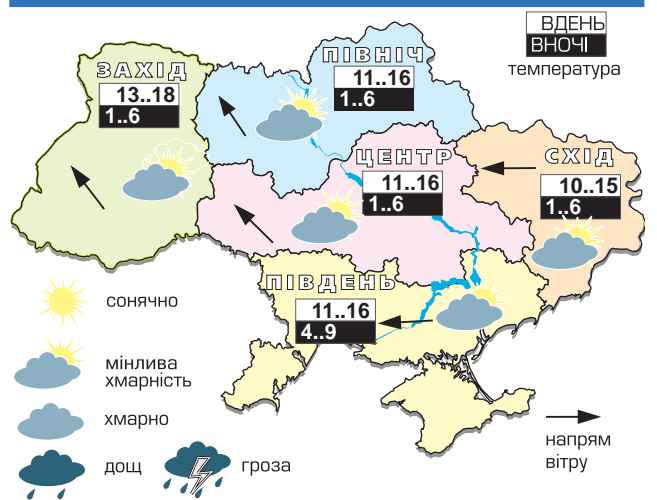 ВДЕНЬ
ВНОЧІ
температура
ЗАХІД
13..18
1..6
ПІВНІЧ
11..16
1..6
ЦЕНТР
11..16
1..6
СХІД
10..15
1..6
ПІВДЕНЬ
11..16
4..9
сонячно
мінлива
хмарність
хмарно
дощ
гроза
напрям
вітру